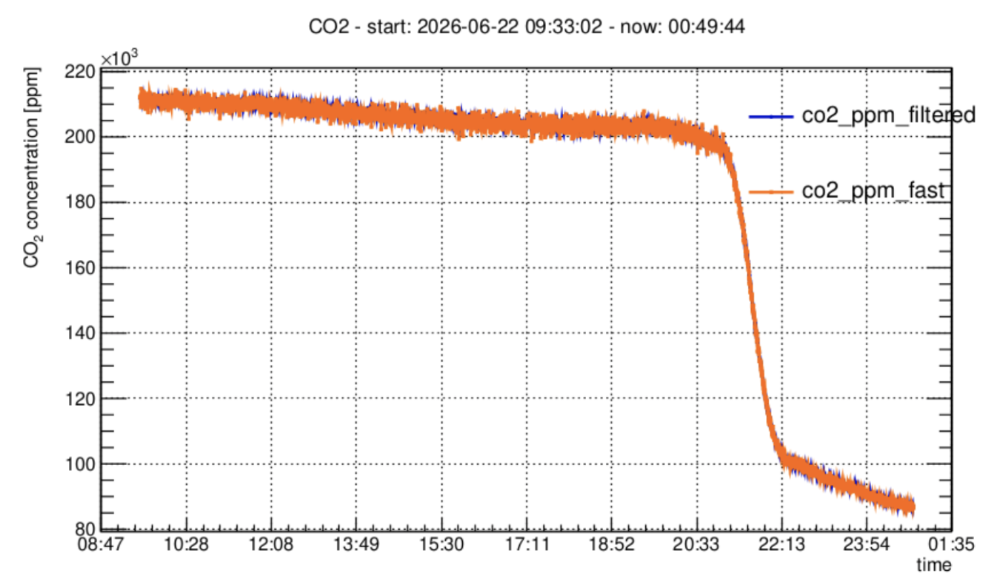 CO2 - start: 2026-06-22 09:33:02 - now: 00:49:44
×10³
CO₂ concentration [ppm]
220
200
180
160
140
120
100
80
co2_ppm_filtered
co2_ppm_fast
08:47 10:28 12:08 13:49 15:30 17:11 18:52 20:33 22:13 23:54 01:35
time